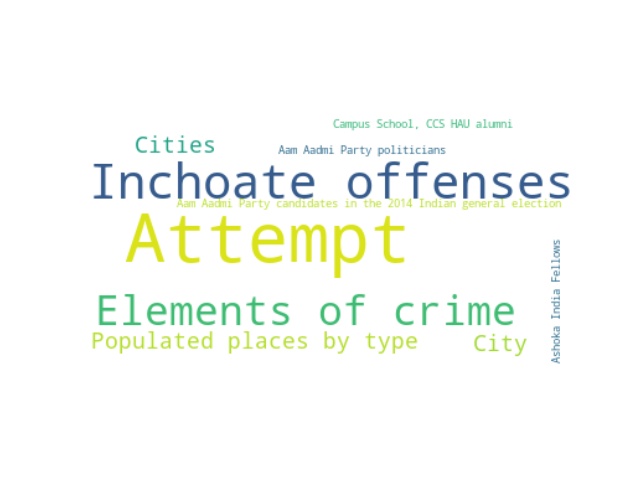 Campus School, CCS HAU alumni
Cities
Aam Aadmi Party politicians
Inchoate offenses
Aam Aadmi Party candidates in the 2014 Indian general election
Attempt
Elements of crime
Populated places by type
City
Ashoka India Fellows